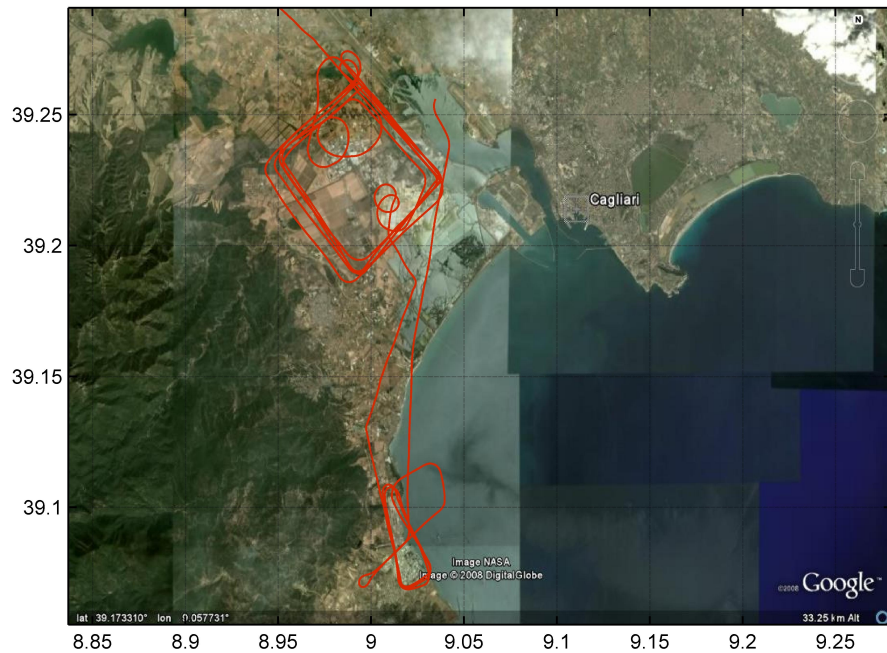 N
39.25
Cagliari
39.2
39.15
39.1
Image NASA
Image © 2008 DigitalGlobe
©2008 Google™
lat 39.173310° lon 9.057731° 33.25 km Alt
8.85 8.9 8.95 9 9.05 9.1 9.15 9.2 9.25